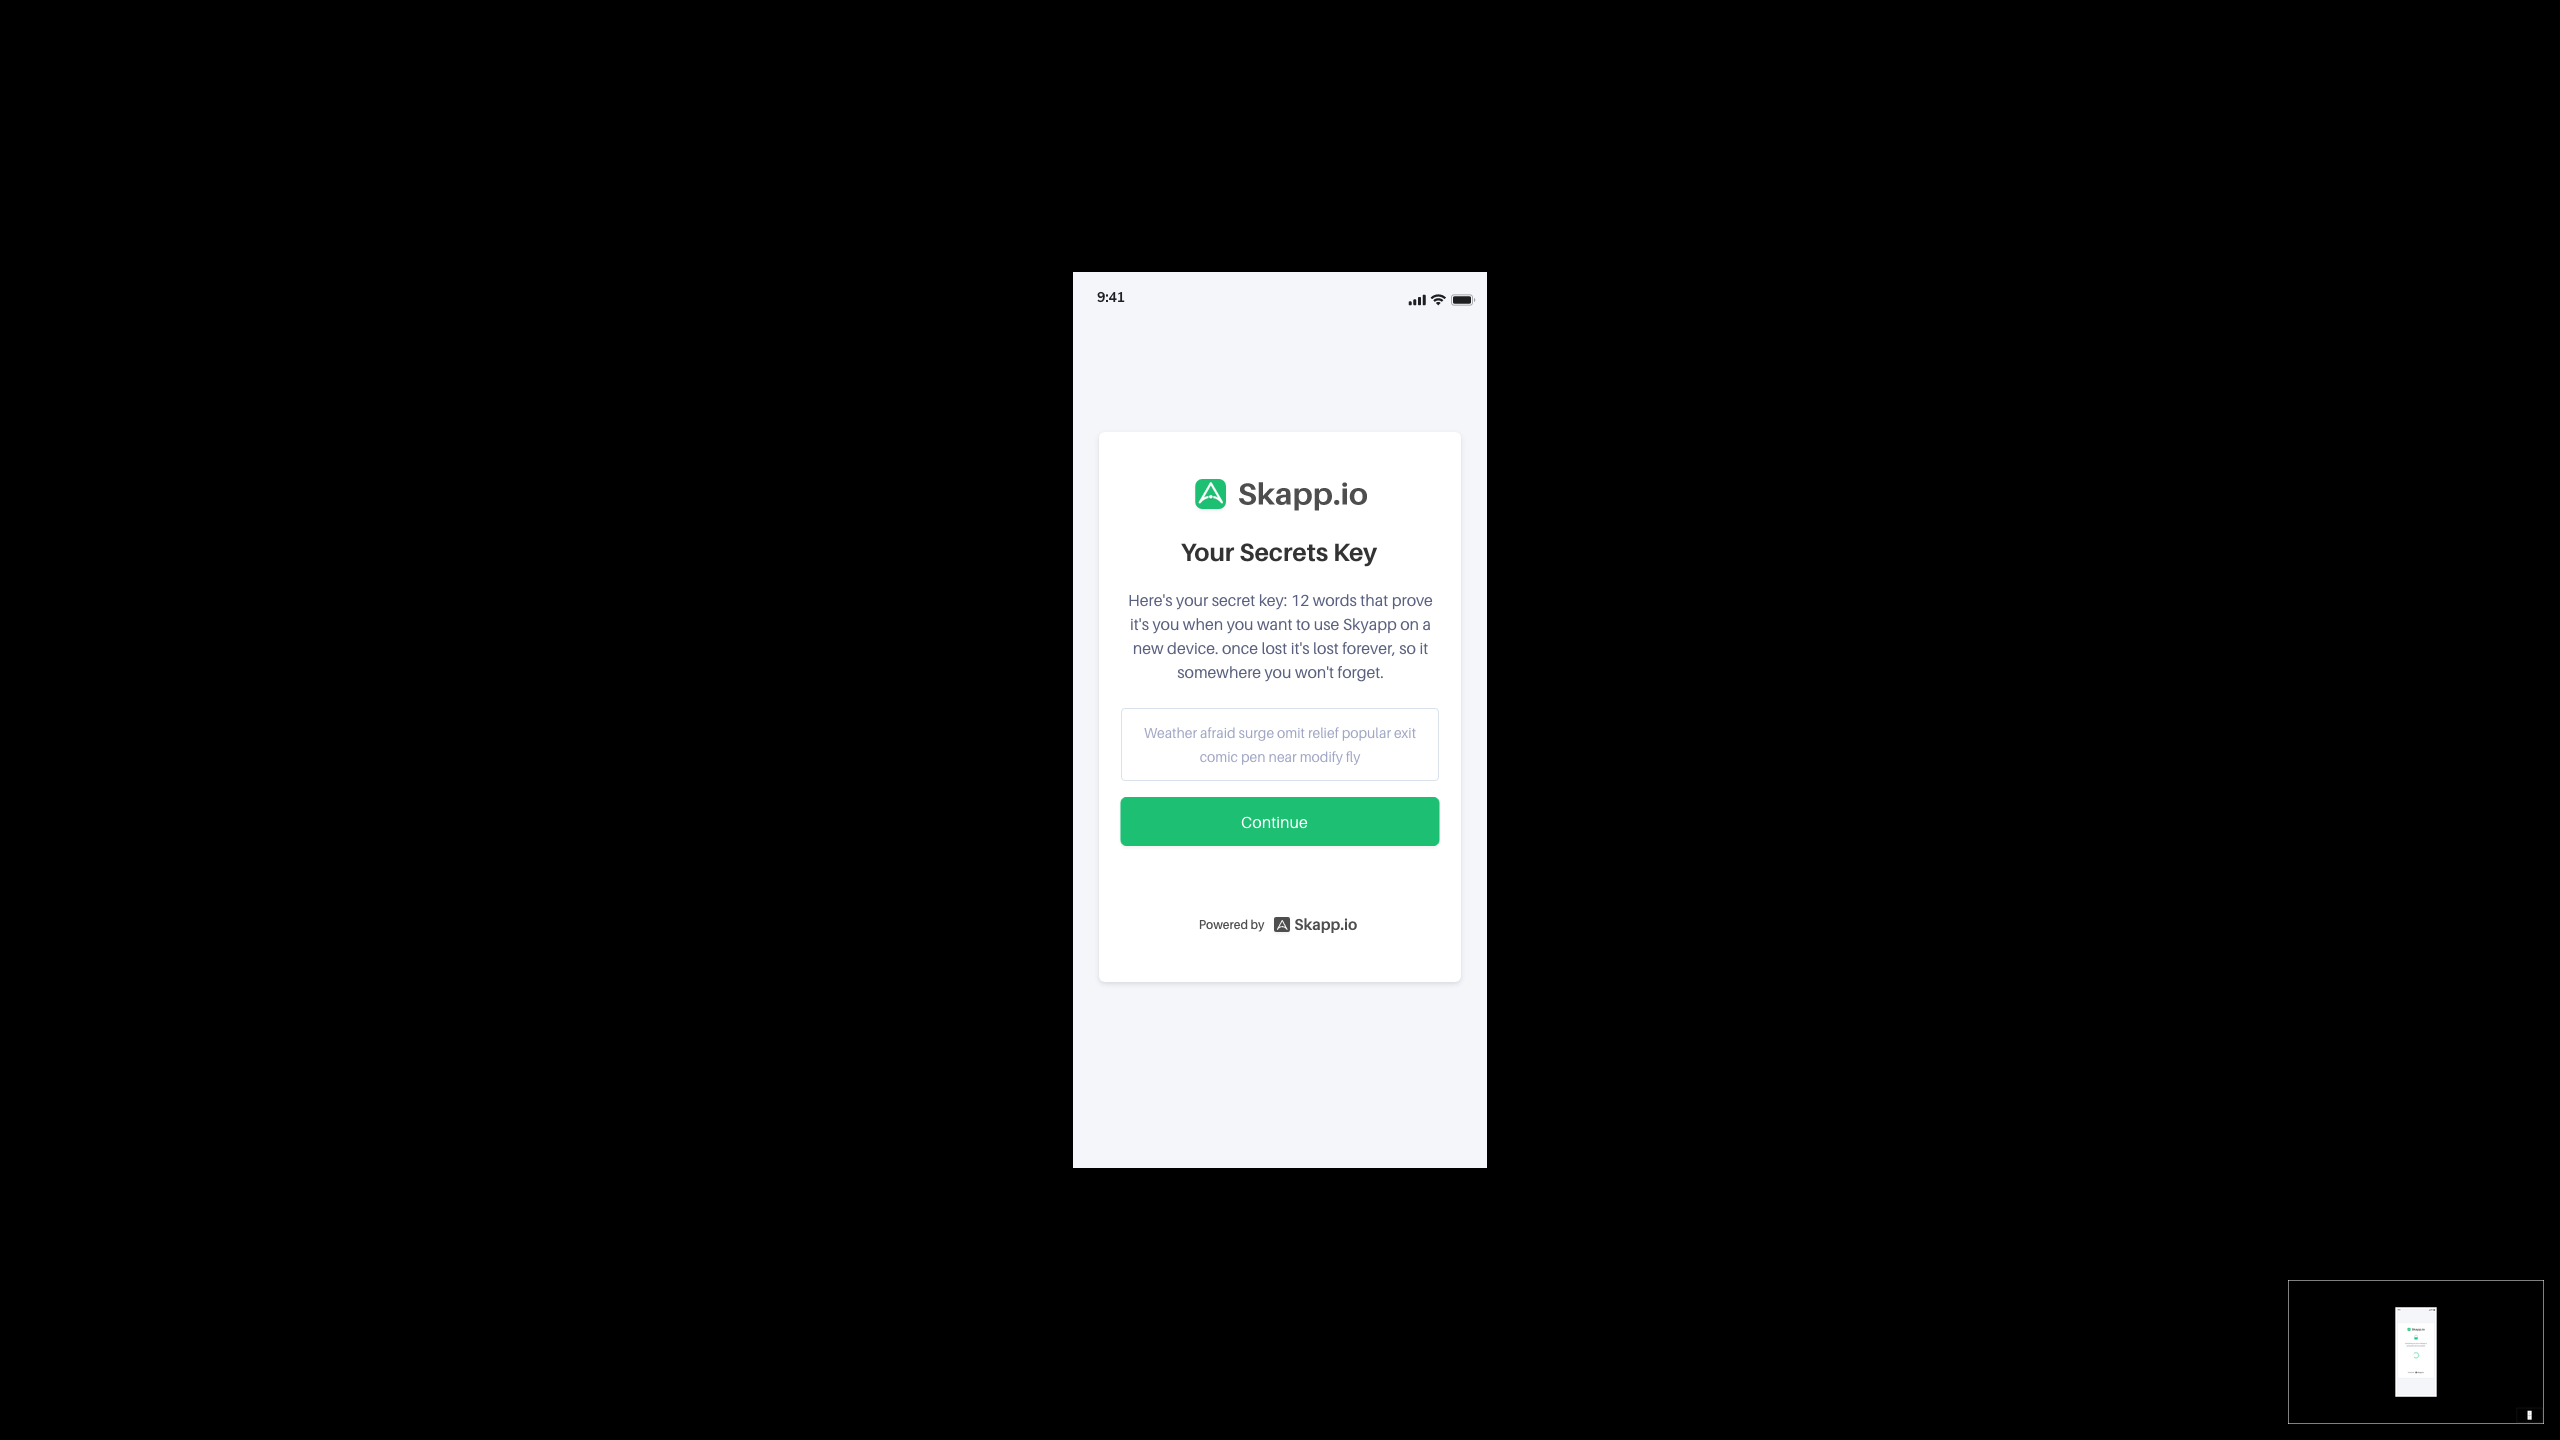 9:41
Skapp.io
Your Secrets Key
Here's your secret key: 12 words that prove
it's you when you want to use Skyapp on a
new device. once lost it's lost forever, so it
somewhere you won't forget.
Weather afraid surge omit relief popular exit
comic pen near modify fly
Continue
Powered by Skapp.io